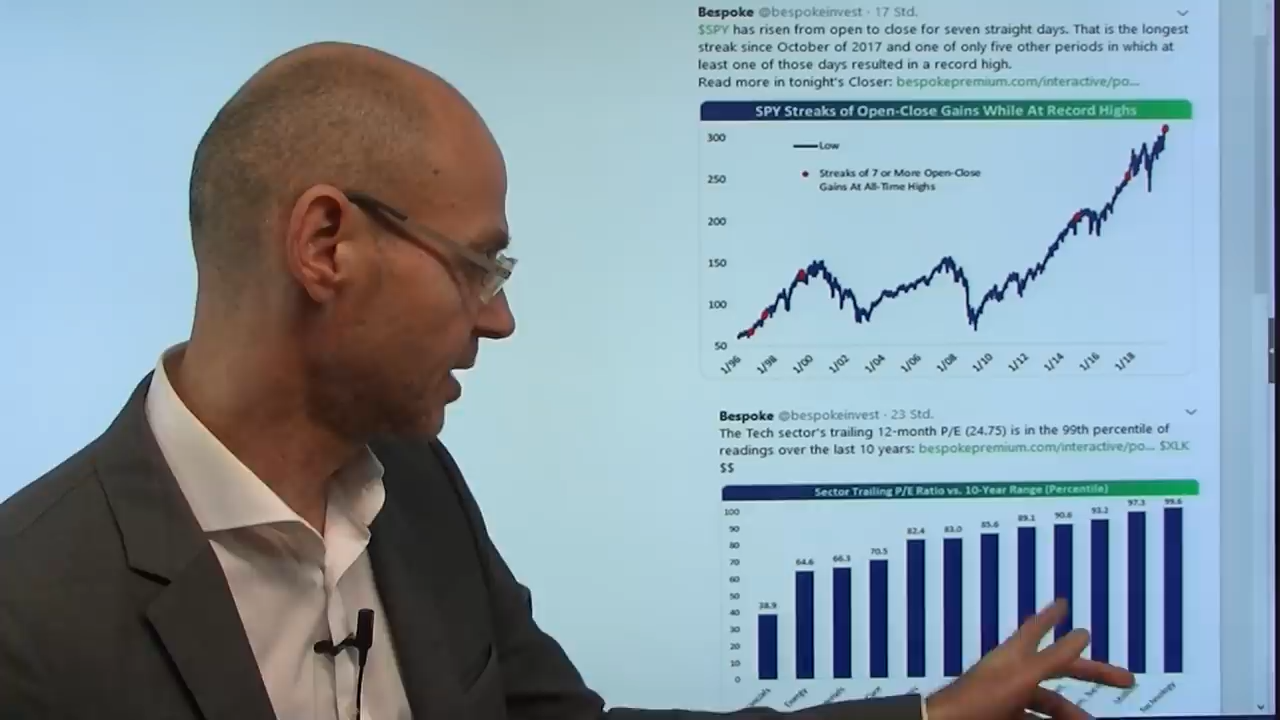 Bespoke @bespokeinvest · 17 Std.
$SPY has risen from open to close for seven straight days. That is the longest
streak since October of 2017 and one of only five other periods in which at
least one of those days resulted in a record high.
Read more in tonight's Closer: bespokepremium.com/interactive/po...
SPY Streaks of Open-Close Gains While At Record Highs
300
250
200
150
100
50
Low
Streaks of 7 or More Open-Close
Gains At All-Time Highs
1/96 1/98 1/00 1/02 1/04 1/06 1/08 1/10 1/12 1/14 1/16 1/18
Bespoke @bespokeinvest · 23 Std.
The Tech sector's trailing 12-month P/E (24.75) is in the 99th percentile of
readings over the last 10 years: bespokepremium.com/interactive/po... $XLK
$$
Sector Trailing P/E Ratio vs. 10-Year Range (Percentile)
100
90
80
70
60
50
40
30
20
10
0
38.9 64.6 66.3 70.5 82.4 83.0 85.6 89.1 90.8 93.2 97.3 99.6
Energy
Technology